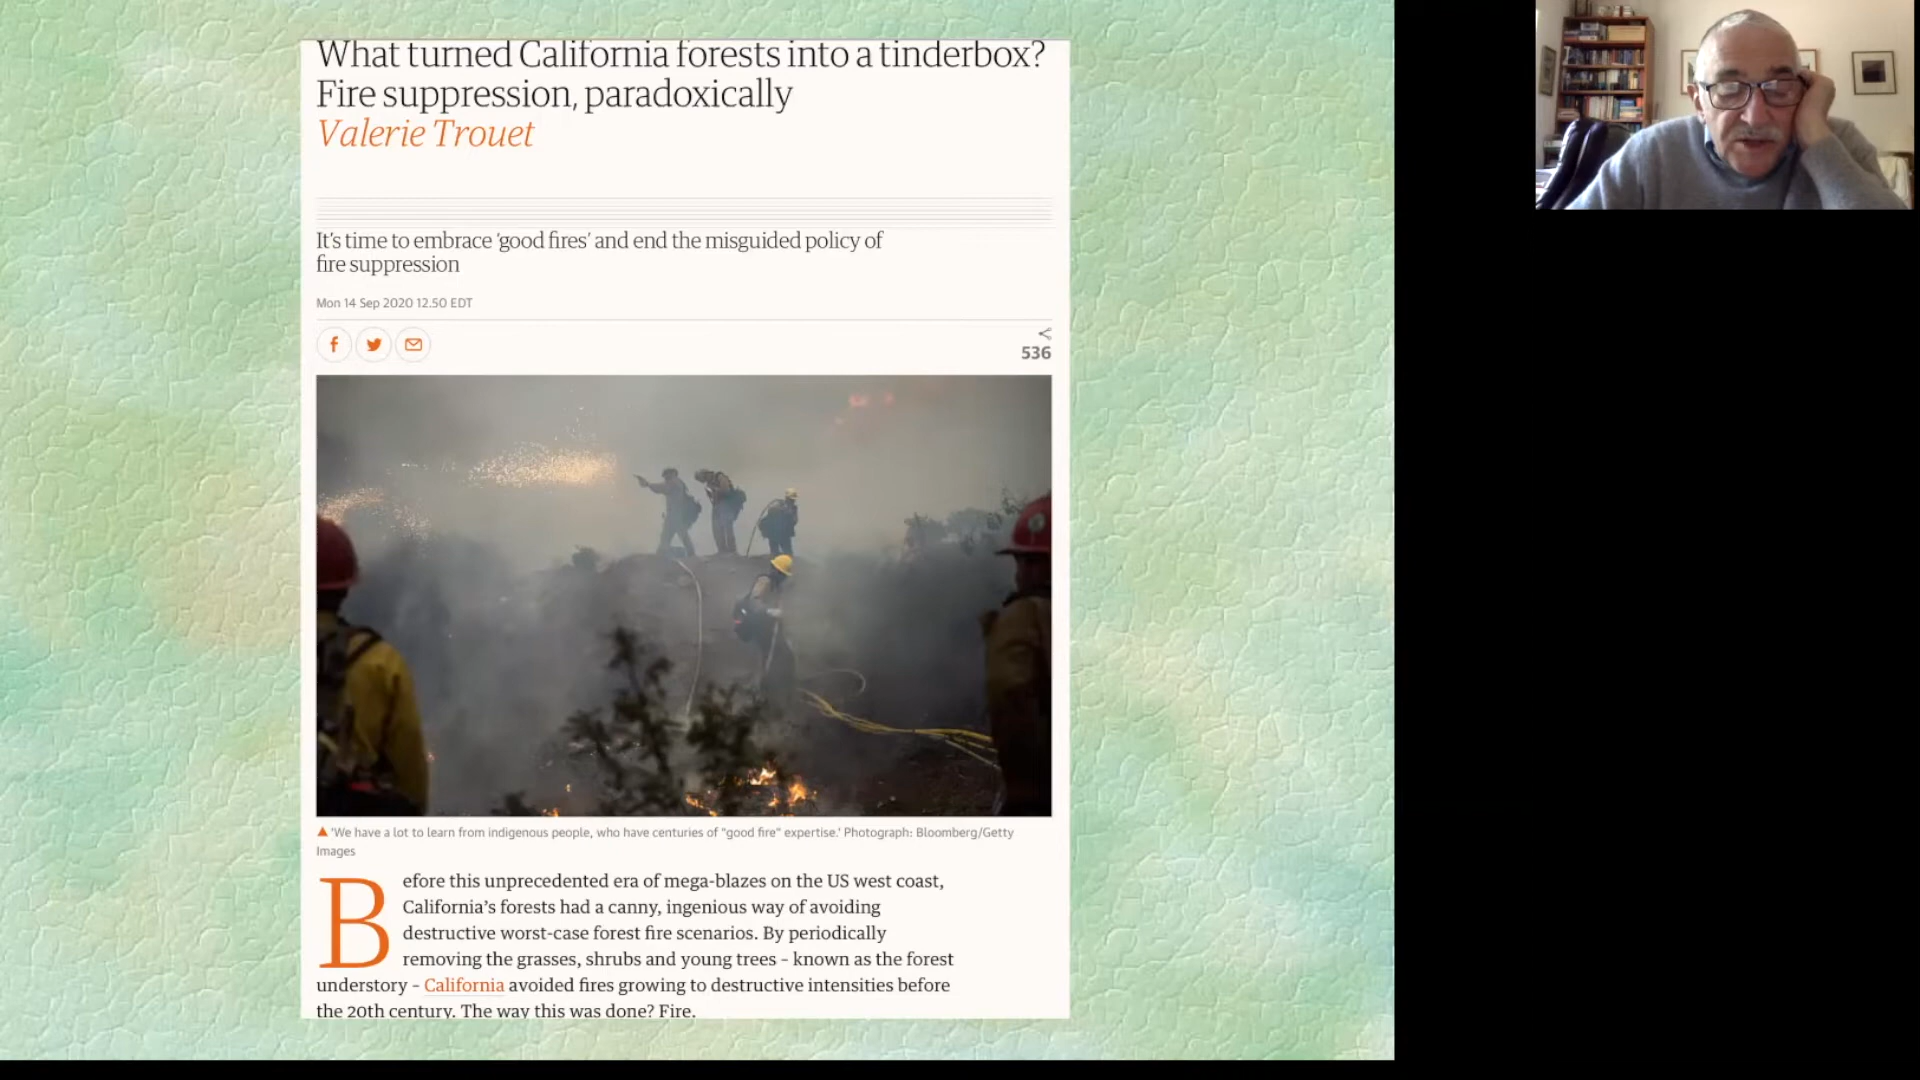 What turned California forests into a tinderbox?
Fire suppression, paradoxically
Valerie Trouet
It's time to embrace ‘good fires’ and end the misguided policy of
fire suppression
Mon 14 Sep 2020 12.50 EDT
536
‘We have a lot to learn from indigenous people, who have centuries of “good fire” expertise.’ Photograph: Bloomberg/Getty
Images
Before this unprecedented era of mega-blazes on the US west coast,
California’s forests had a canny, ingenious way of avoiding
destructive worst-case forest fire scenarios. By periodically
removing the grasses, shrubs and young trees – known as the forest
understory – California avoided fires growing to destructive intensities before
the 20th century. The way this was done? Fire.